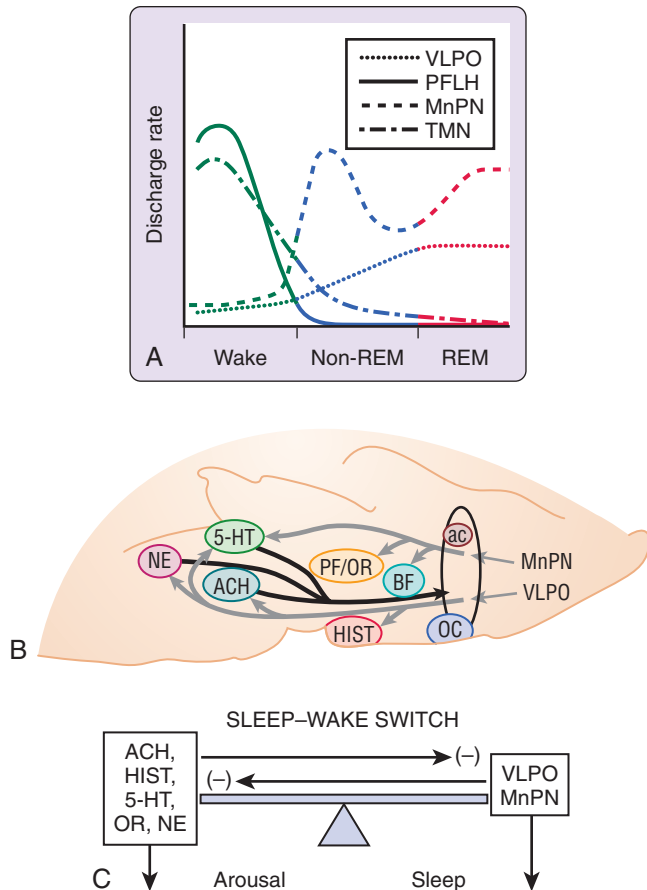 VLPO
PFLH
MnPN
TMN
Discharge rate
A
Wake
Non-REM
REM
5-HT
ac
NE
PF/OR
MnPN
ACH
BF
VLPO
HIST
OC
B
SLEEP–WAKE SWITCH
ACH,
HIST,
5-HT,
OR, NE
(–)
(–)
VLPO
MnPN
C
Arousal
Sleep